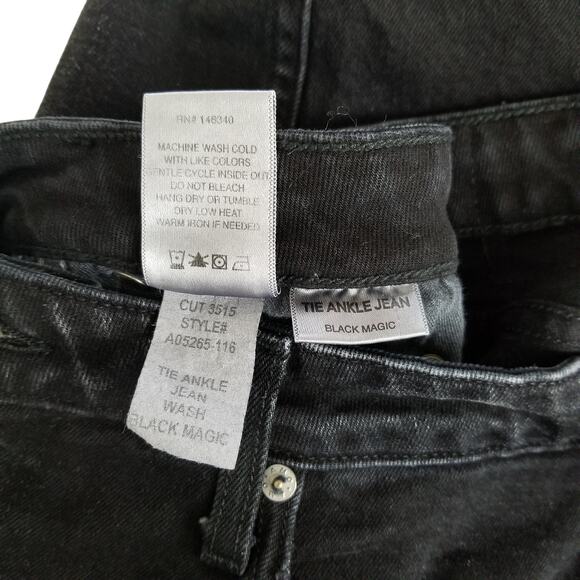 RN# 146340
MACHINE WASH COLD
WITH LIKE COLORS
GENTLE CYCLE INSIDE OUT
DO NOT BLEACH
HANG DRY OR TUMBLE
DRY LOW HEAT
WARM IRON IF NEEDED
CUT 3515
STYLE#
A05265-116
TIE ANKLE
JEAN
WASH
BLACK MAGIC
TIE ANKLE JEAN
BLACK MAGIC